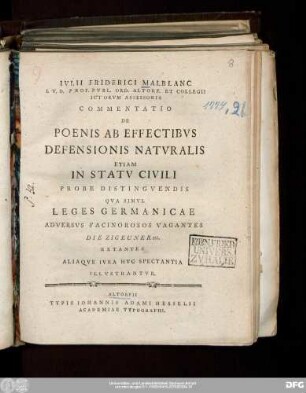 IVLII FRIDERICI MALBLANC
I. V. D. PROF. PVBL. ORD. ALTORF. ET COLLEGII
ICTORVM ASSESSORIS
COMMENTATIO
DE
POENIS AB EFFECTIBVS
DEFENSIONIS NATVRALIS
ETIAM
IN STATV CIVILI
PROBE DISTINGVENDIS
QVA SIMVL
LEGES GERMANICAE
ADVERSVS FACINOROSOS VAGANTES
DIE ZIGEUNER
ALIAQVE IVRA HVC SPECTANTIA
ILLVSTRANTVR.
ALTORFII
TYPIS IOHANNIS ADAMI HESSELII
ACADEMIAE TYPOGRAPHI.
8